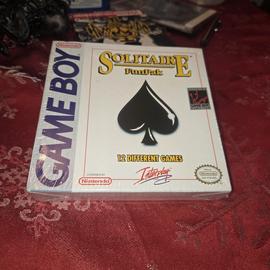 GAME BOY
SOLITAIRE
FunPak
12 DIFFERENT GAMES
Nintendo
Interplay